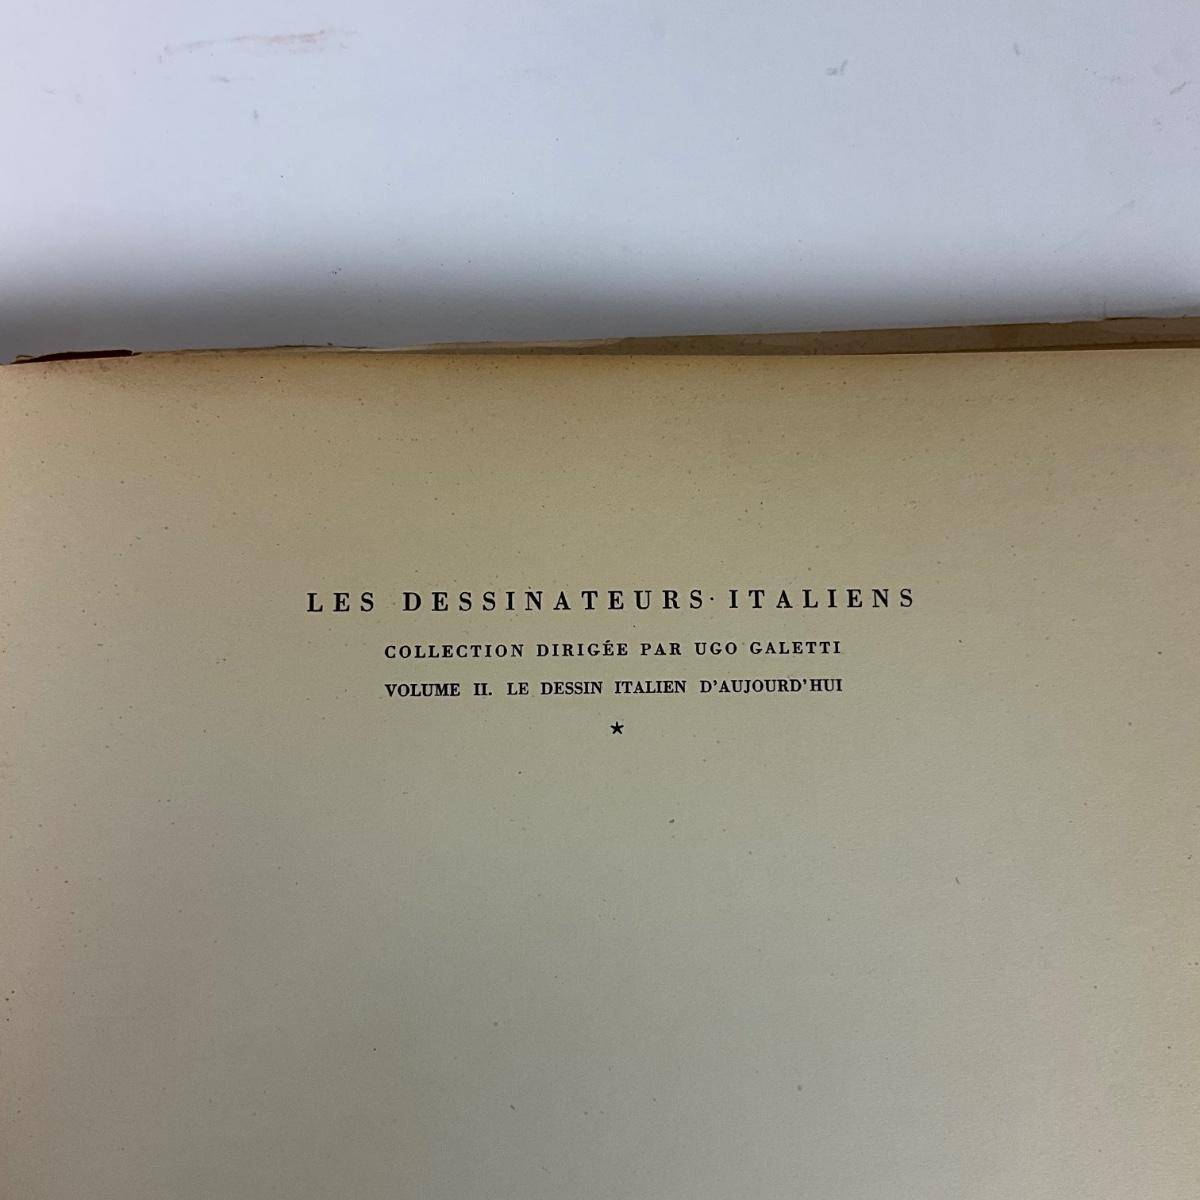 LES DESSINATEURS ITALIENS
COLLECTION DIRIGÉE PAR UGO GALETTI
VOLUME II. LE DESSIN ITALIEN D'AUJOURD'HUI
★